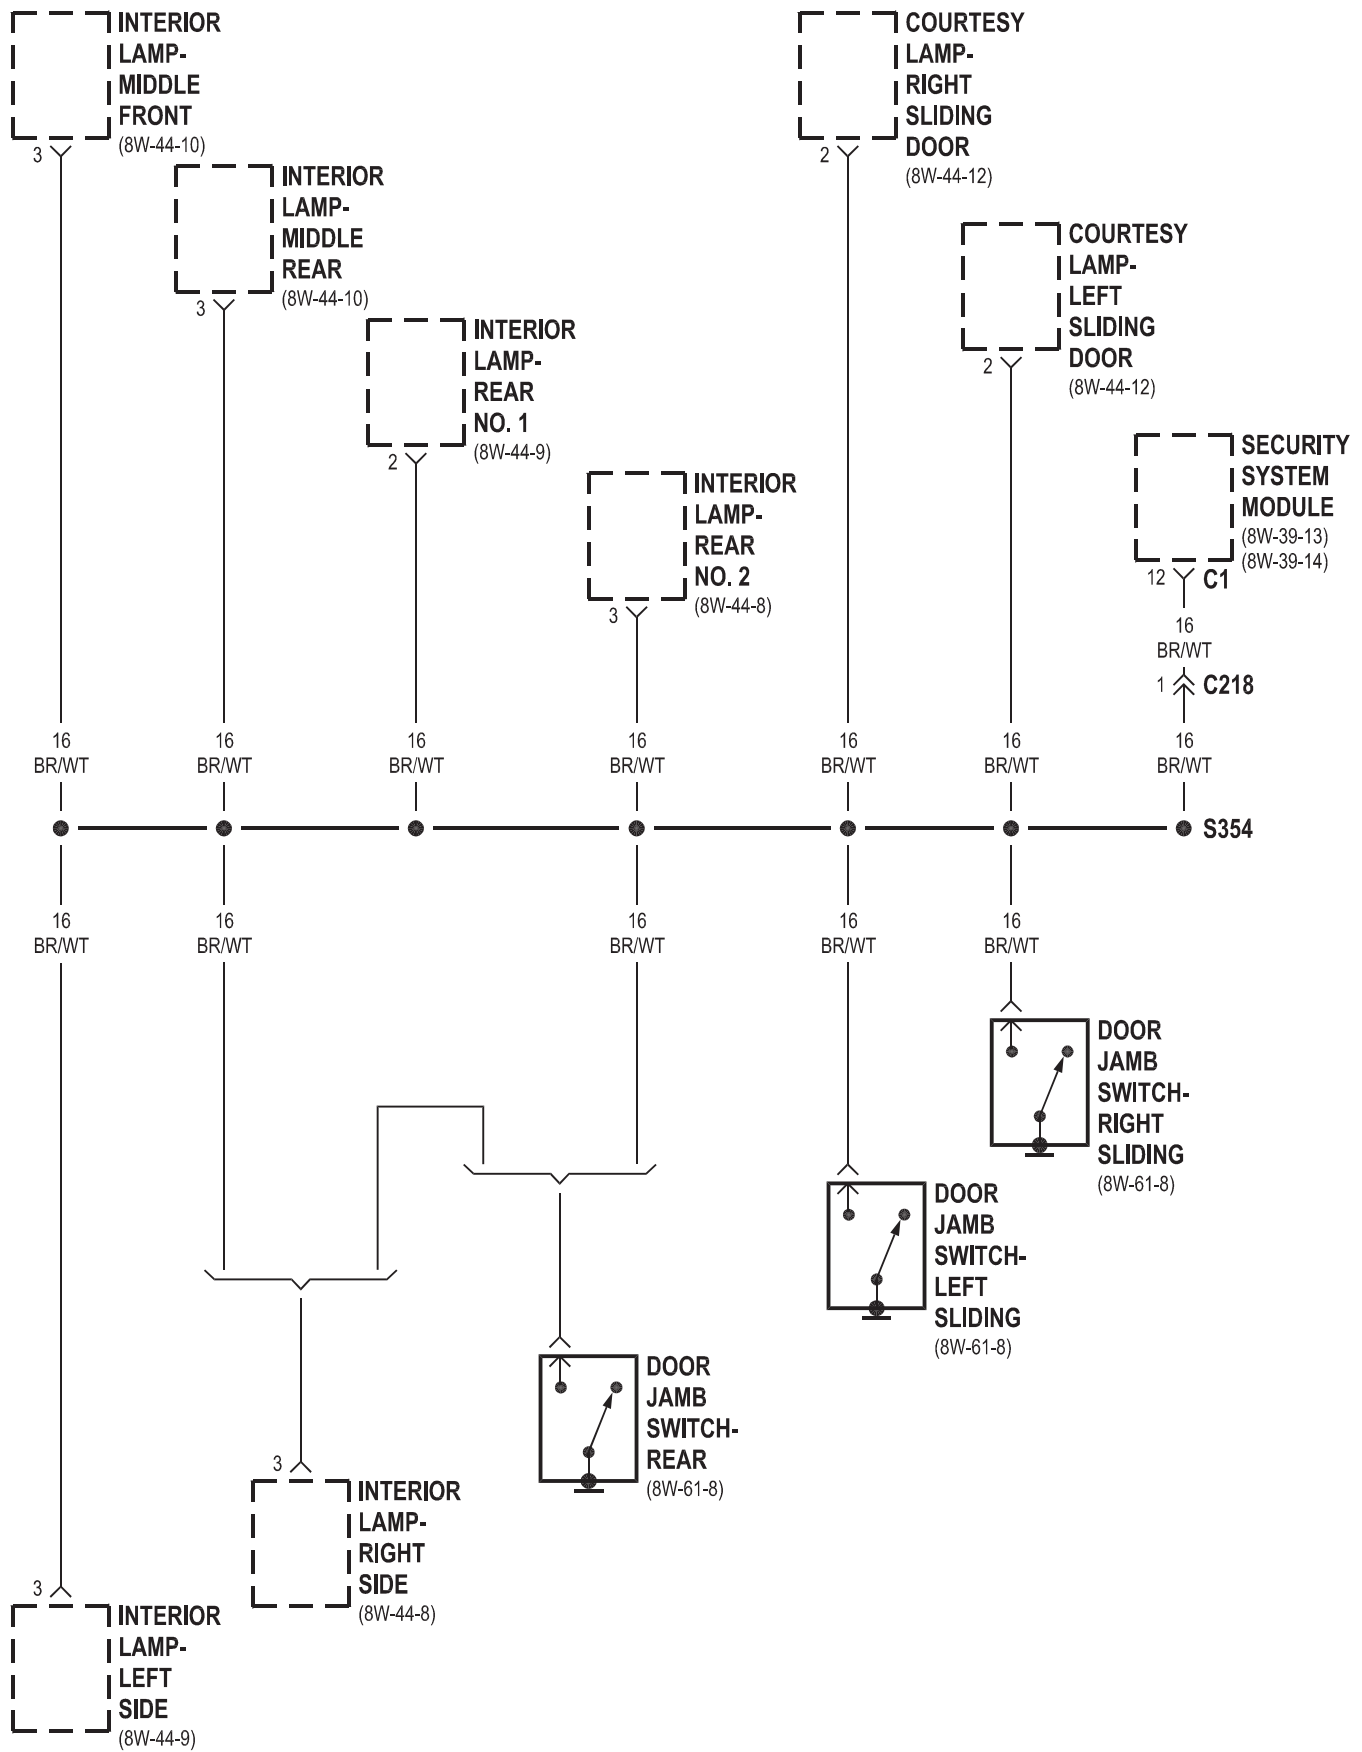 INTERIOR
LAMP-
MIDDLE
FRONT
(8W-44-10)
3
INTERIOR
LAMP-
MIDDLE
REAR
(8W-44-10)
3
INTERIOR
LAMP-
REAR
NO. 1
(8W-44-9)
2
INTERIOR
LAMP-
REAR
NO. 2
(8W-44-8)
3
COURTESY
LAMP-
RIGHT
SLIDING
DOOR
(8W-44-12)
2
COURTESY
LAMP-
LEFT
SLIDING
DOOR
(8W-44-12)
2
SECURITY
SYSTEM
MODULE
(8W-39-13)
(8W-39-14)
12 C1
16
BR/WT
1 C218
16 16 16 16 16 16 16
BR/WT BR/WT BR/WT BR/WT BR/WT BR/WT BR/WT
S354
16 16 16 16 16
BR/WT BR/WT BR/WT BR/WT BR/WT
DOOR
JAMB
SWITCH-
RIGHT
SLIDING
(8W-61-8)
DOOR
JAMB
SWITCH-
LEFT
SLIDING
(8W-61-8)
DOOR
JAMB
SWITCH-
REAR
(8W-61-8)
3
INTERIOR
LAMP-
RIGHT
SIDE
(8W-44-8)
3
INTERIOR
LAMP-
LEFT
SIDE
(8W-44-9)